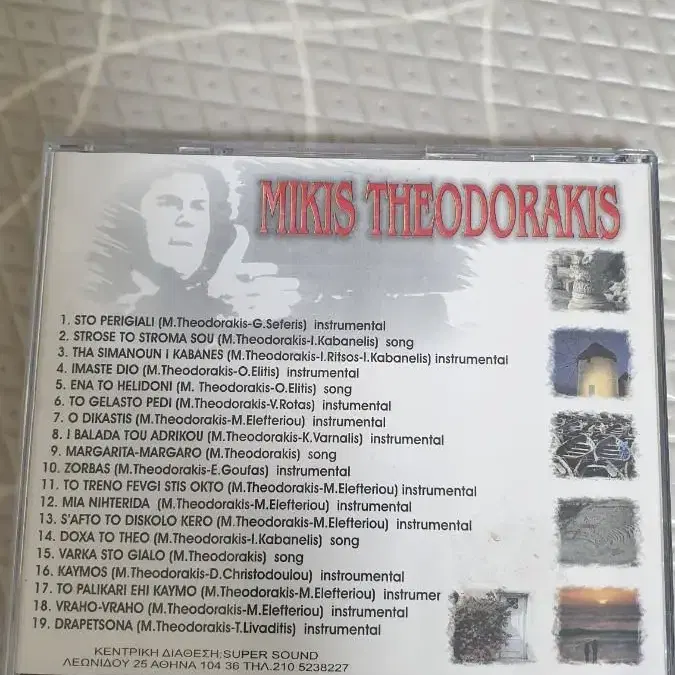 MIKIS THEODORAKIS
1. STO PERIGIALI (M.Theodorakis-G.Seferis) instrumental
2. STROSE TO STROMA SOU (M.Theodorakis-I.Kabanelis) song
3. THA SIMANOUN I KABANES (M.Theodorakis-I.Ritsos-I.Kabanelis) instrumental
4. IMASTE DIO (M.Theodorakis-O.Elitis) instrumental
5. ENA TO HELIDONI (M. Theodorakis-O.Elitis) song
6. TO GELASTO PEDI (M.Theodorakis-V.Rotas) instumental
7. O DIKASTIS (M.Theodorakis-M.Elefteriou) instrumental
8. I BALADA TOU ADRIKOU (M.Theodorakis-K.Varnalis) instrumental
9. MARGARITA-MARGARO (M.Theodorakis) song
10. ZORBAS (M.Theodorakis-E.Goufas) instrumental
11. TO TRENO FEVGI STIS OKTO (M.Theodorakis-M.Elefteriou) instrumental
12. MIA NIHTERIDA (M.Theodorakis-M.Elefteriou) instrumental
13. S'AFTO TO DISKOLO KERO (M.Theodorakis-M.Elefteriou) instrumental
14. DOXA TO THEO (M.Theodorakis-I.Kabanelis) song
15. VARKA STO GIALO (M.Theodorakis) song
16. KAYMOS (M.Theodorakis-D.Christodoulou) instroumental
17. TO PALIKARI EHI KAYMO (M.Theodorakis-M.Elefteriou) instrumer
18. VRAHO-VRAHO (M.Theodorakis-M.Elefteriou) instrumental
19. DRAPETSONA (M.Theodorakis-T.Livaditis) instrumental
ΚΕΝΤΡΙΚΗ ΔΙΑΘΕΣΗ;SUPER SOUND
ΛΕΩΝΙΔΟΥ 25 ΑΘΗΝΑ 104 36 ΤΗΛ.210 5238227